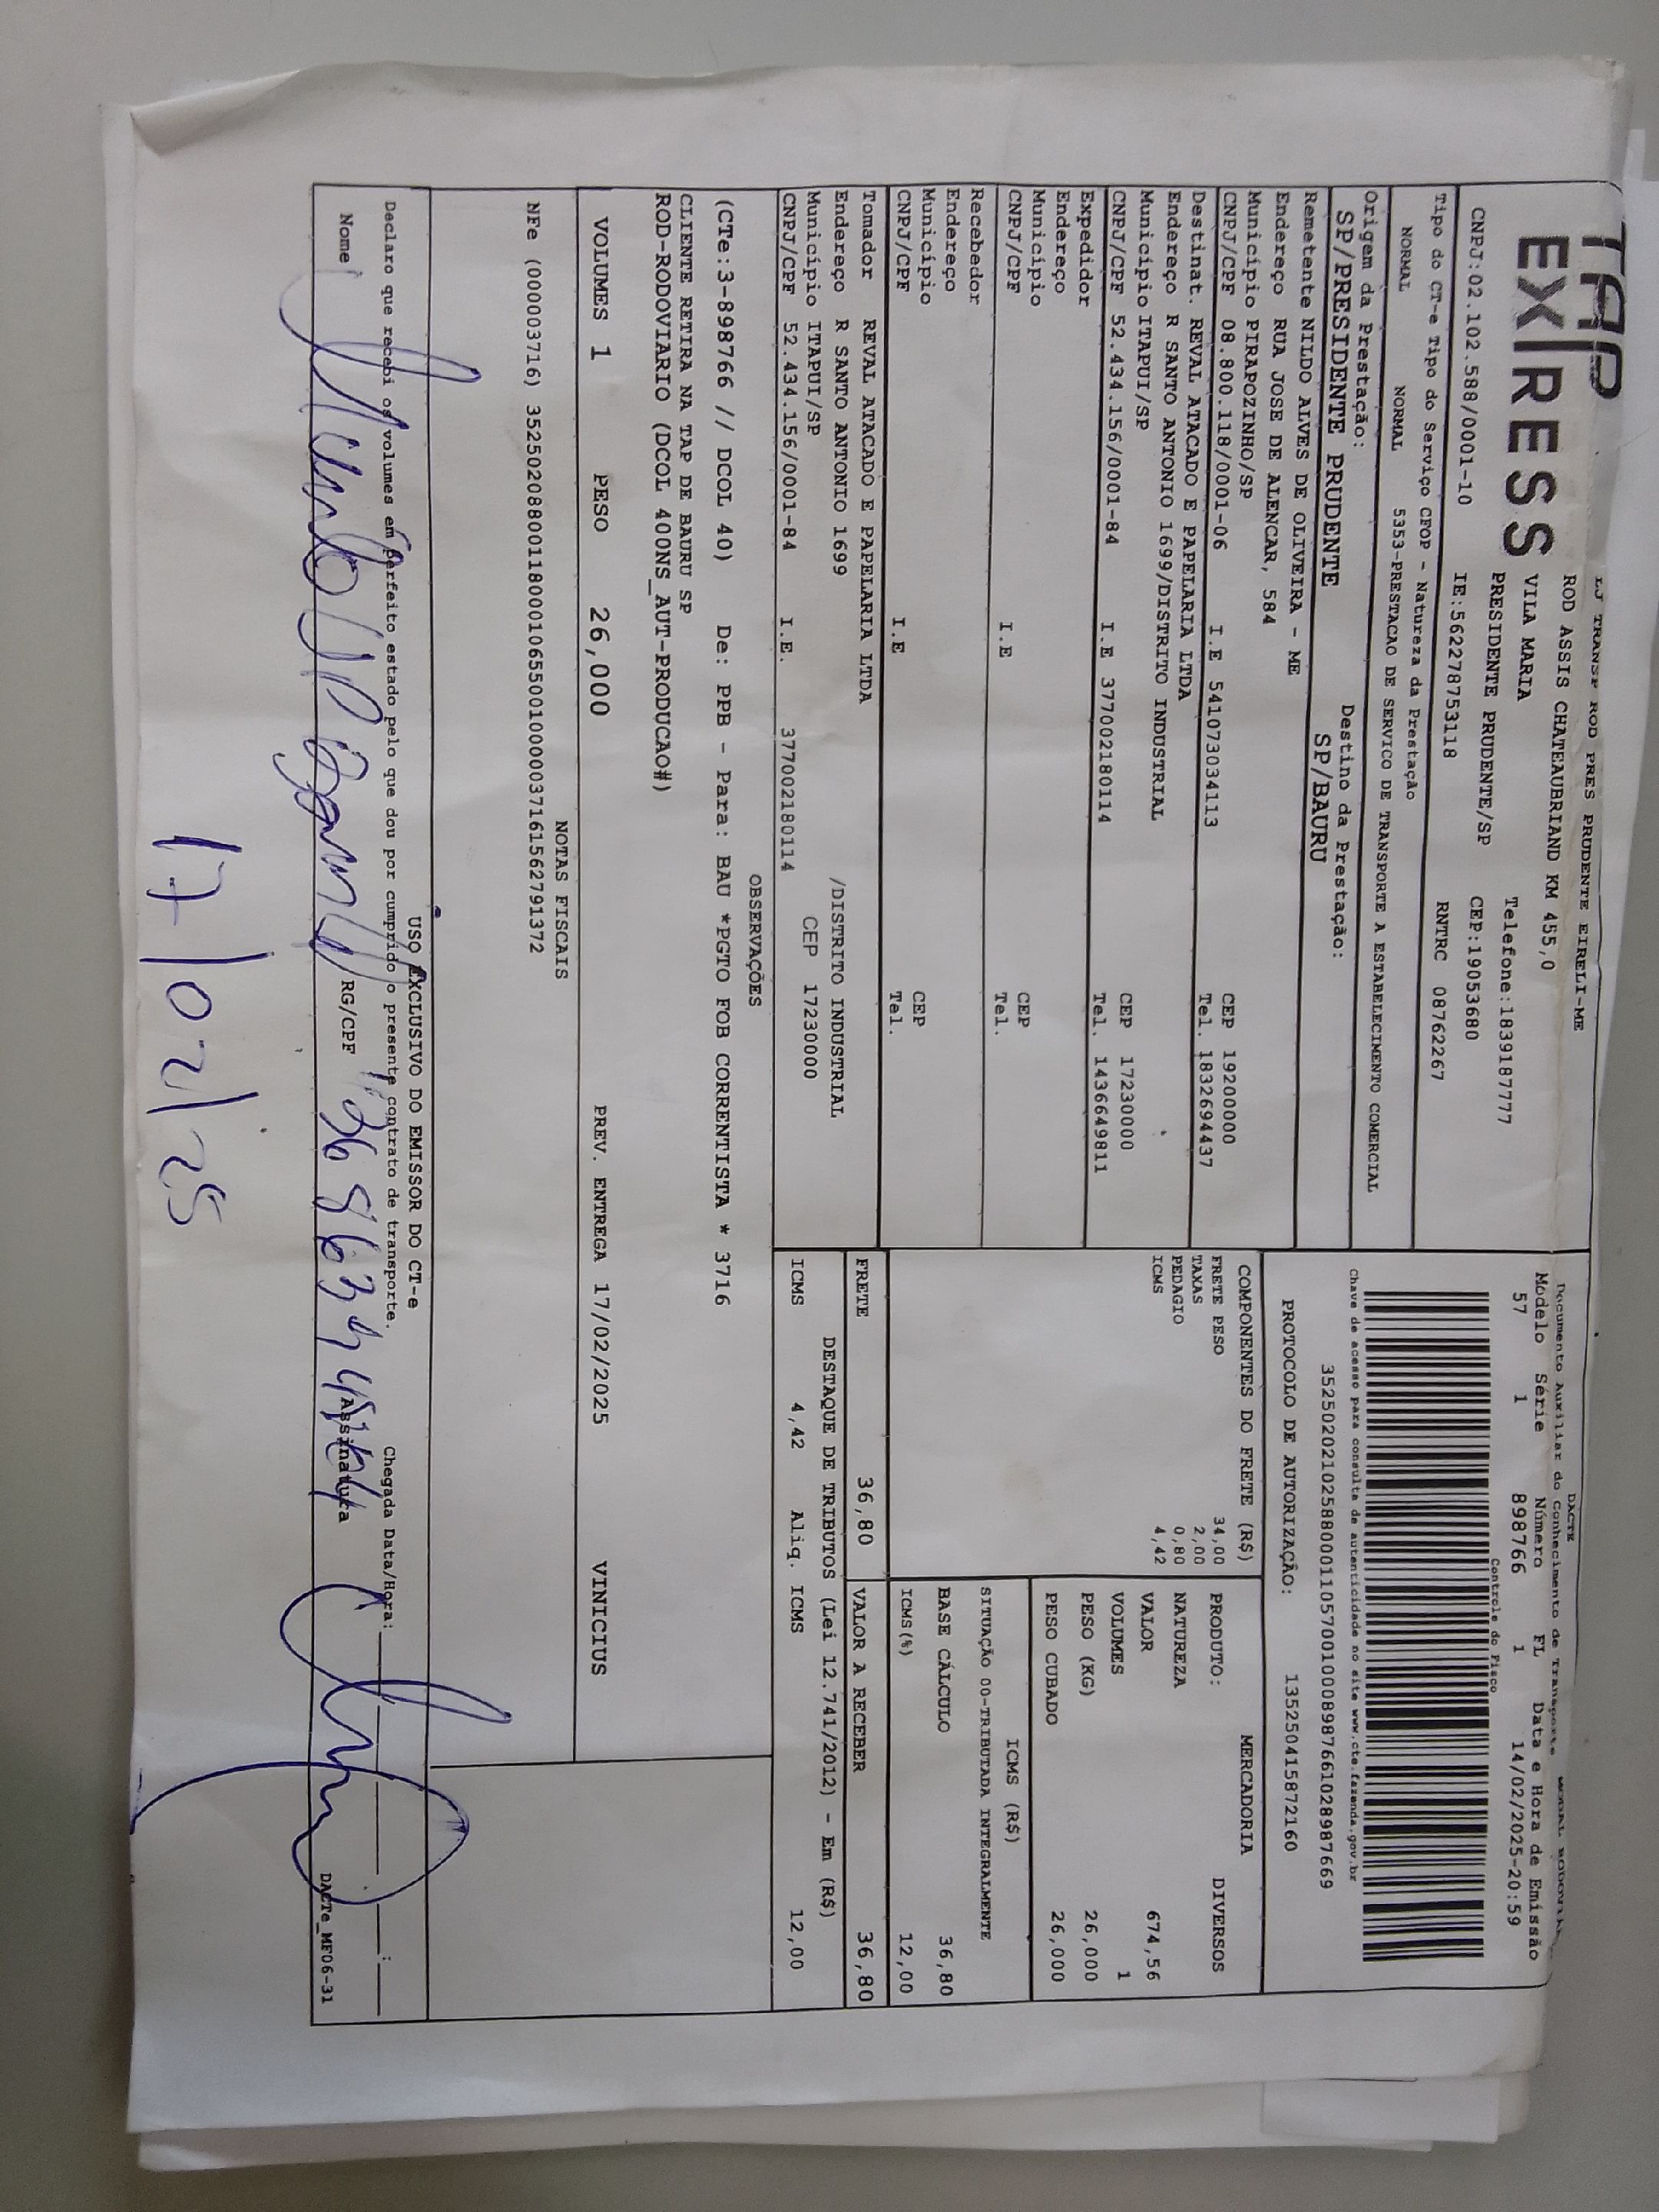 TAP
EXPRESS
LJ TRANSP ROD PRES PRUDENTE EIRELI-ME
ROD ASSIS CHATEAUBRIAND KM 455,0
VILA MARIA Telefone:1839187777
PRESIDENTE PRUDENTE/SP CEP:19053680
CNPJ:02.102.588/0001-10 IE:562278753118 RNTRC 08762267
Tipo do CT-e Tipo do Serviço CFOP - Natureza da Prestação
NORMAL NORMAL 5353-PRESTACAO DE SERVICO DE TRANSPORTE A ESTABELECIMENTO COMERCIAL
Origem da Prestação: Destino da Prestação:
SP/PRESIDENTE PRUDENTE SP/BAURU
Remetente NILDO ALVES DE OLIVEIRA - ME
Endereço RUA JOSE DE ALENCAR, 584
Município PIRAPOZINHO/SP CEP 19200000
CNPJ/CPF 08.800.118/0001-06 I.E 541073034113 Tel. 1832694437
Destinat. REVAL ATACADO E PAPELARIA LTDA
Endereço R SANTO ANTONIO 1699/DISTRITO INDUSTRIAL
Município ITAPUI/SP CEP 17230000
CNPJ/CPF 52.434.156/0001-84 I.E 377002180114 Tel. 1436649811
Expedidor
Endereço
Município CEP
CNPJ/CPF I.E Tel.
Recebedor
Endereço
Município CEP
CNPJ/CPF I.E Tel.
Tomador REVAL ATACADO E PAPELARIA LTDA
Endereço R SANTO ANTONIO 1699 /DISTRITO INDUSTRIAL
Município ITAPUI/SP CEP 17230000
CNPJ/CPF 52.434.156/0001-84 I.E. 377002180114
DACTE
Documento Auxiliar do Conhecimento de Transporte MODAL RODOVIARIO
Modelo Série Número FL Data e Hora de Emissão
57 1 898766 1 14/02/2025-20:59
Controle do Fisco
Chave de acesso para consulta de autenticidade no site www.cte.fazenda.gov.br
35250202102588000110570010008987661028987669
PROTOCOLO DE AUTORIZAÇÃO: 135250415872160
COMPONENTES DO FRETE (R$)
FRETE PESO 34,00
TAXAS 2,00
PEDAGIO 0,80
ICMS 4,42
MERCADORIA
PRODUTO: DIVERSOS
NATUREZA
VALOR 674,56
VOLUMES 1
PESO (KG) 26,000
PESO CUBADO 26,000
ICMS (R$)
SITUAÇÃO 00-TRIBUTADA INTEGRALMENTE
BASE CÁLCULO 36,80
ICMS(%) 12,00
FRETE 36,80 VALOR A RECEBER 36,80
DESTAQUE DE TRIBUTOS (Lei 12.741/2012) - Em (R$)
ICMS 4,42 Aliq. ICMS 12,00
OBSERVAÇÕES
(CTe:3-898766 // DCOL 40) De: PPB - Para: BAU *PGTO FOB CORRENTISTA * 3716
CLIENTE RETIRA NA TAP DE BAURU SP
ROD-RODOVIARIO (DCOL 400NS_AUT-PRODUCAO#)
VOLUMES 1 PESO 26,000 PREV. ENTREGA 17/02/2025 VINICIUS
NOTAS FISCAIS
NFe (000003716) 35250208800118000106550010000037161562791372
USO EXCLUSIVO DO EMISSOR DO CT-e
Declaro que recebi os volumes em perfeito estado pelo que dou por cumprido o presente contrato de transporte. Chegada Data/Hora:
Nome RG/CPF Assinatura
DACTe_MF06-31
17/02/25